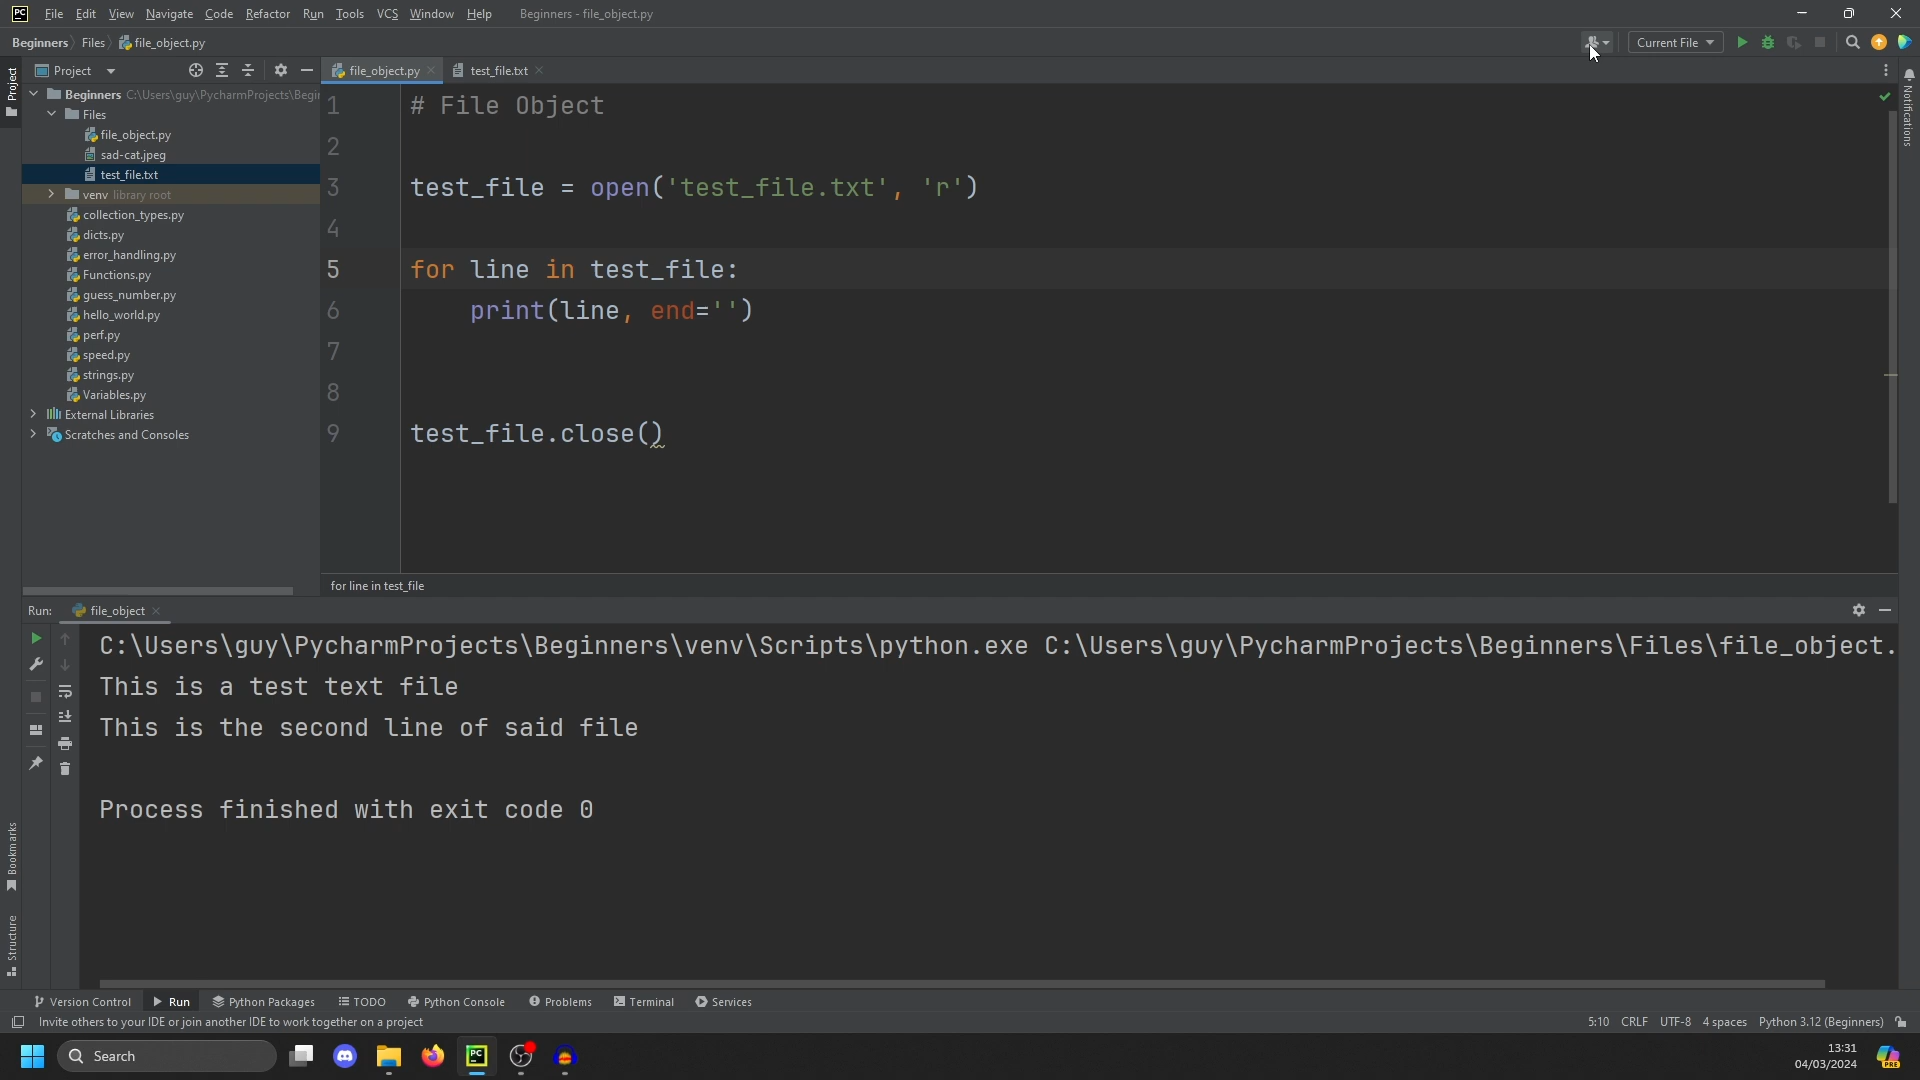 PC File Edit View Navigate Code Refactor Run Tools VCS Window Help Beginners - file_object.py
Beginners Files file_object.py Current File
Project
Project
file_object.py test_file.txt
Beginners C:\Users\guy\PycharmProjects\Begin
Files
file_object.py
sad-cat.jpeg
test_file.txt
venv library root
collection_types.py
dicts.py
error_handling.py
Functions.py
guess_number.py
hello_world.py
perf.py
speed.py
strings.py
Variables.py
External Libraries
Scratches and Consoles
1 # File Object
2
3 test_file = open('test_file.txt', 'r')
4
5 for line in test_file:
6 print(line, end='')
7
8
9 test_file.close()
for line in test_file
Notifications
Run: file_object
C:\Users\guy\PycharmProjects\Beginners\venv\Scripts\python.exe C:\Users\guy\PycharmProjects\Beginners\Files\file_object.
This is a test text file
This is the second line of said file
Process finished with exit code 0
Bookmarks
Structure
Version Control Run Python Packages TODO Python Console Problems Terminal Services
Invite others to your IDE or join another IDE to work together on a project 5:10 CRLF UTF-8 4 spaces Python 3.12 (Beginners)
Search PC 13:31
04/03/2024 PRE